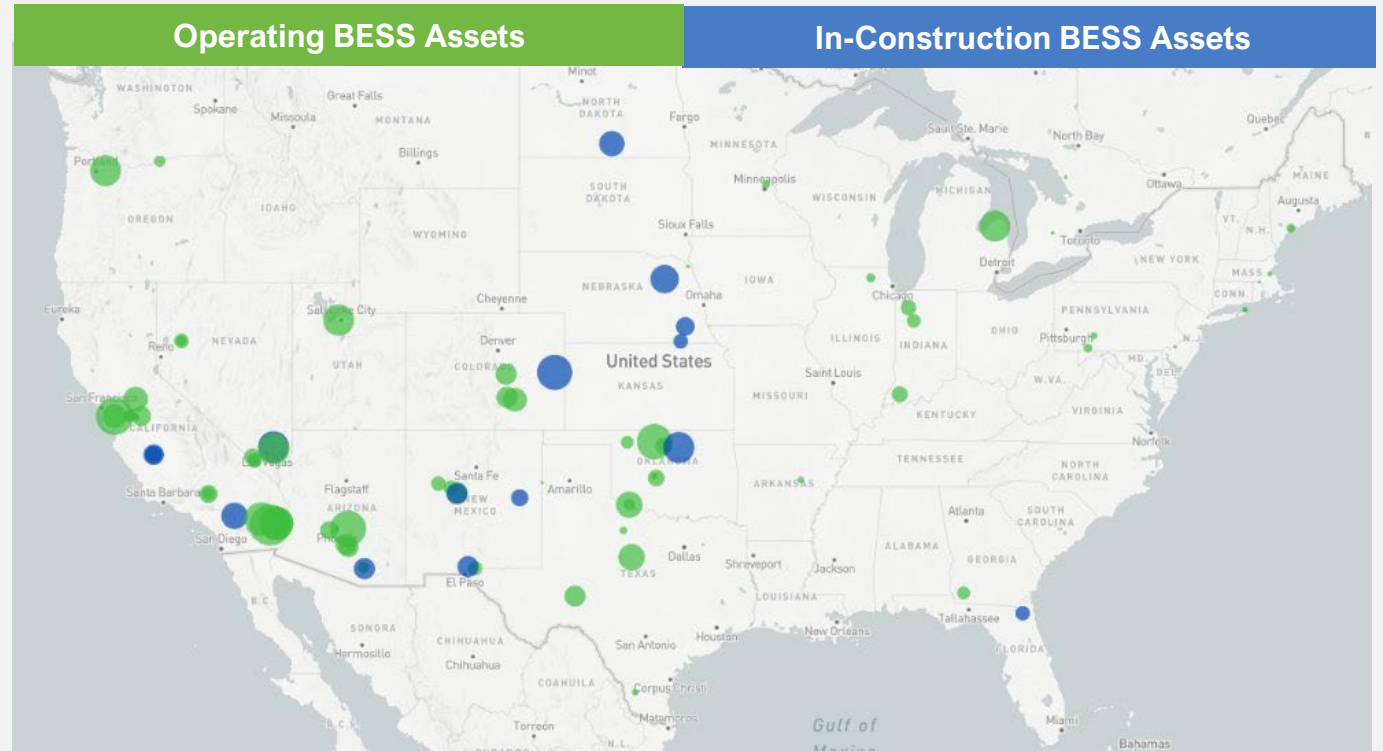 Operating BESS Assets
In-Construction BESS Assets
Minot
WASHINGTON
Spokane
Great Falls
Missoula
MONTANA
NORTH
DAKOTA
Fargo
Sault Ste. Marie
North Bay
Quebec
Billings
MINNESOTA
Portland
Minneapolis
Ottawa
MAINE
SOUTH
DAKOTA
WISCONSIN
MICHIGAN
Augusta
IDAHO
OREGON
WYOMING
Sioux Falls
VT.
N.H.
Toronto
Detroit
NEW YORK
MASS
NEBRASKA
IOWA
Omaha
Chicago
CONN.
Cheyenne
Eureka
Salt Lake City
PENNSYLVANIA
Reno
NEVADA
Denver
ILLINOIS
INDIANA
OHIO
Pittsburgh
N.J.
United States
UTAH
COLORADO
MD.
DEL.
KANSAS
Saint Louis
W.VA.
San Francisco
MISSOURI
CALIFORNIA
KENTUCKY
VIRGINIA
Norfolk
Las Vegas
OKLAHOMA
TENNESSEE
NORTH
CAROLINA
Santa Fe
Santa Barbara
Flagstaff
ARIZONA
NEW
MEXICO
Amarillo
ARKANSAS
Atlanta
SOUTH
CAROLINA
San Diego
Dallas
ALABAMA
GEORGIA
El Paso
TEXAS
Shreveport
Jackson
B.C.
LOUISIANA
Tallahassee
SONORA
Hermosillo
CHIHUAHUA
Chihuahua
San Antonio
Houston
New Orleans
FLORIDA
COAHUILA
Corpus Christi
B.C.S.
Torreón
Matamoros
N.L.
Gulf of
Mexico
Miami
Bahamas
DURANGO